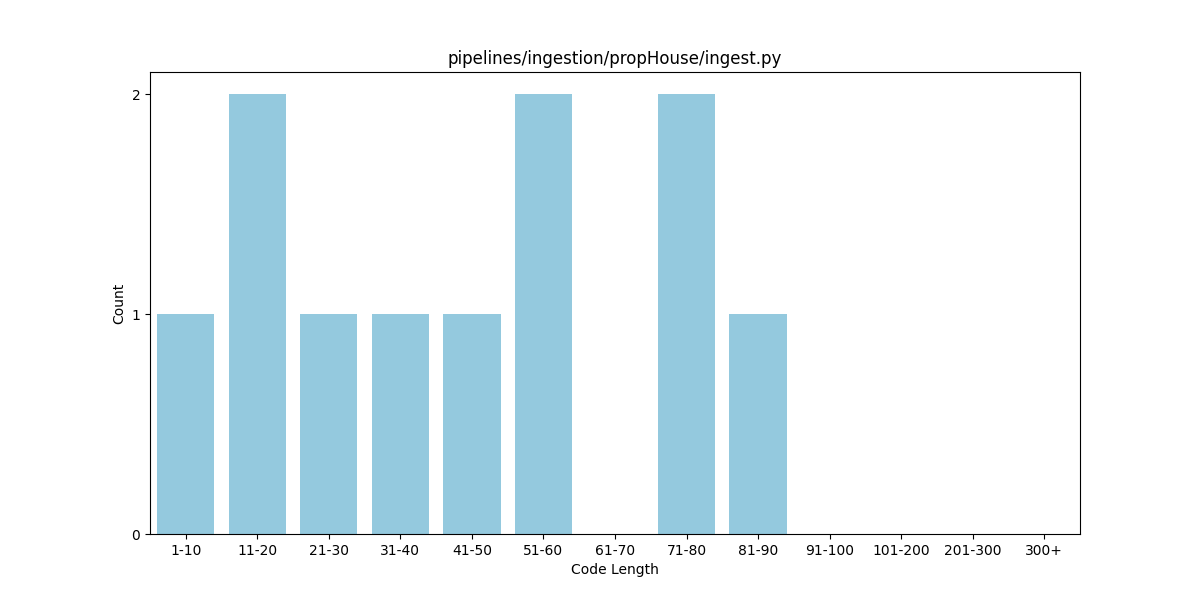 pipelines/ingestion/propHouse/ingest.py
2
1
0
Count
1-10 11-20 21-30 31-40 41-50 51-60 61-70 71-80 81-90 91-100 101-200 201-300 300+
Code Length